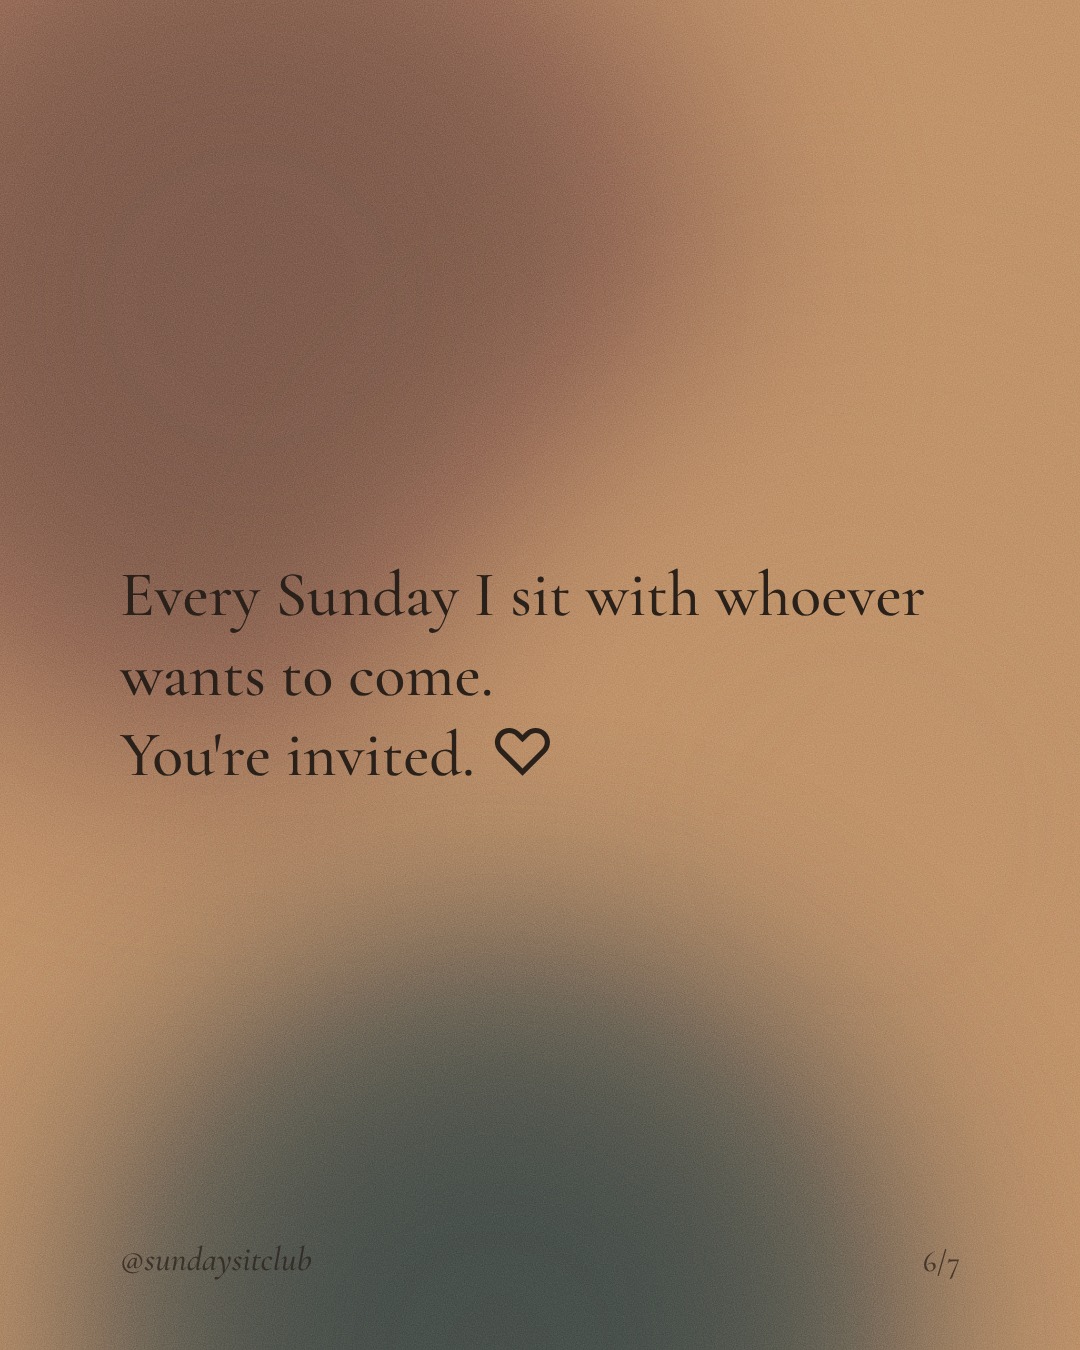 Every Sunday I sit with whoever
wants to come.
You're invited. ♡
@sundaysitclub
6/7